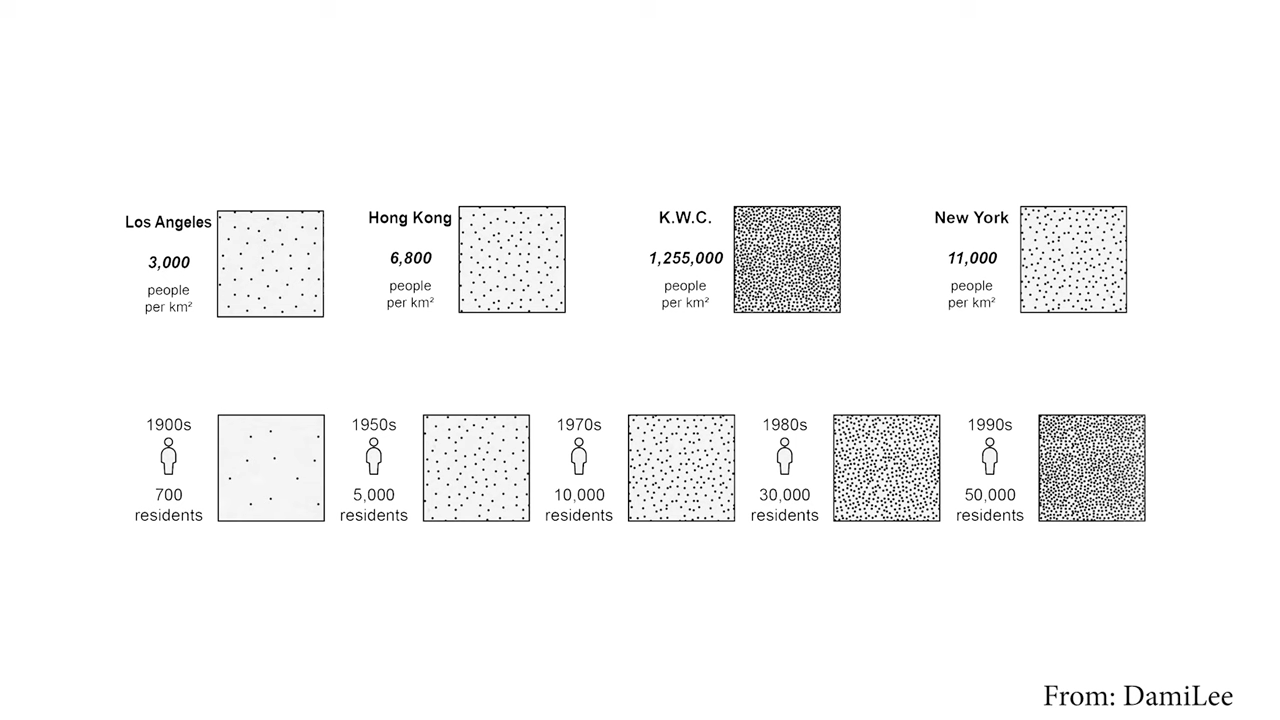 Los Angeles
3,000
people
per km²
Hong Kong
6,800
people
per km²
K.W.C.
1,255,000
people
per km²
New York
11,000
people
per km²
1900s
700
residents
1950s
5,000
residents
1970s
10,000
residents
1980s
30,000
residents
1990s
50,000
residents
From: DamiLee